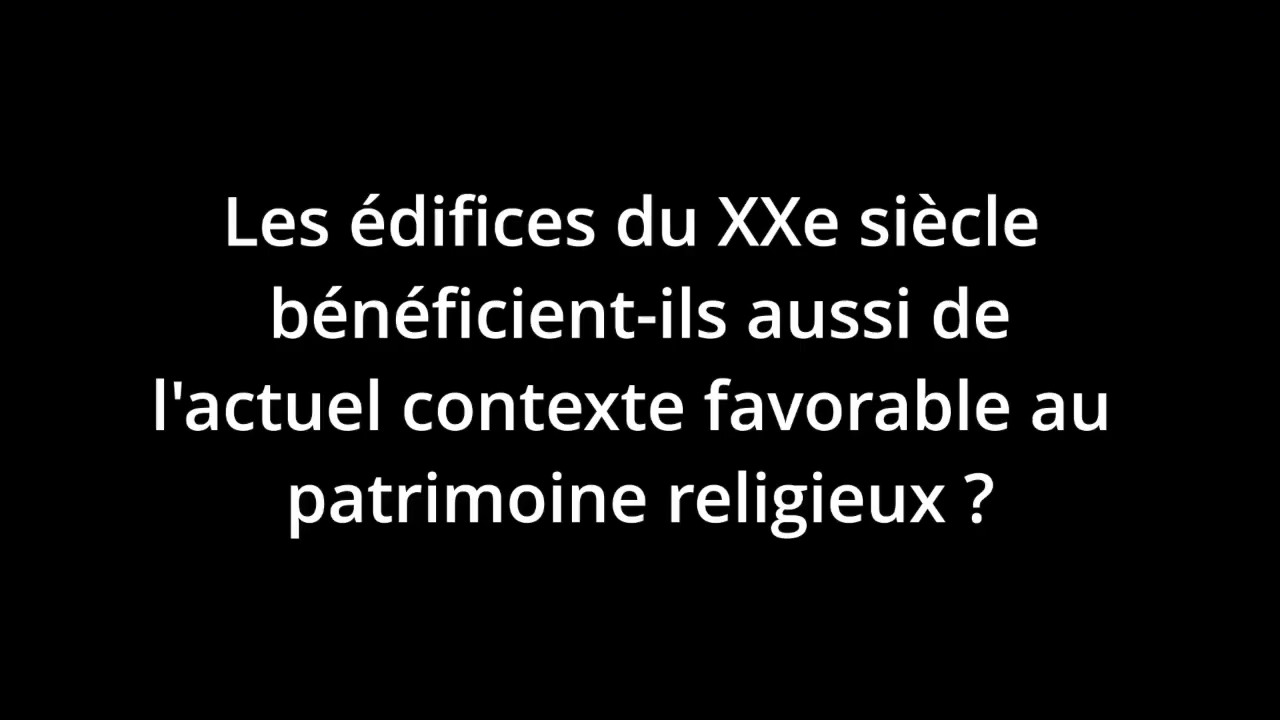 Les édifices du XXe siècle
bénéficient-ils aussi de
l'actuel contexte favorable au
patrimoine religieux ?